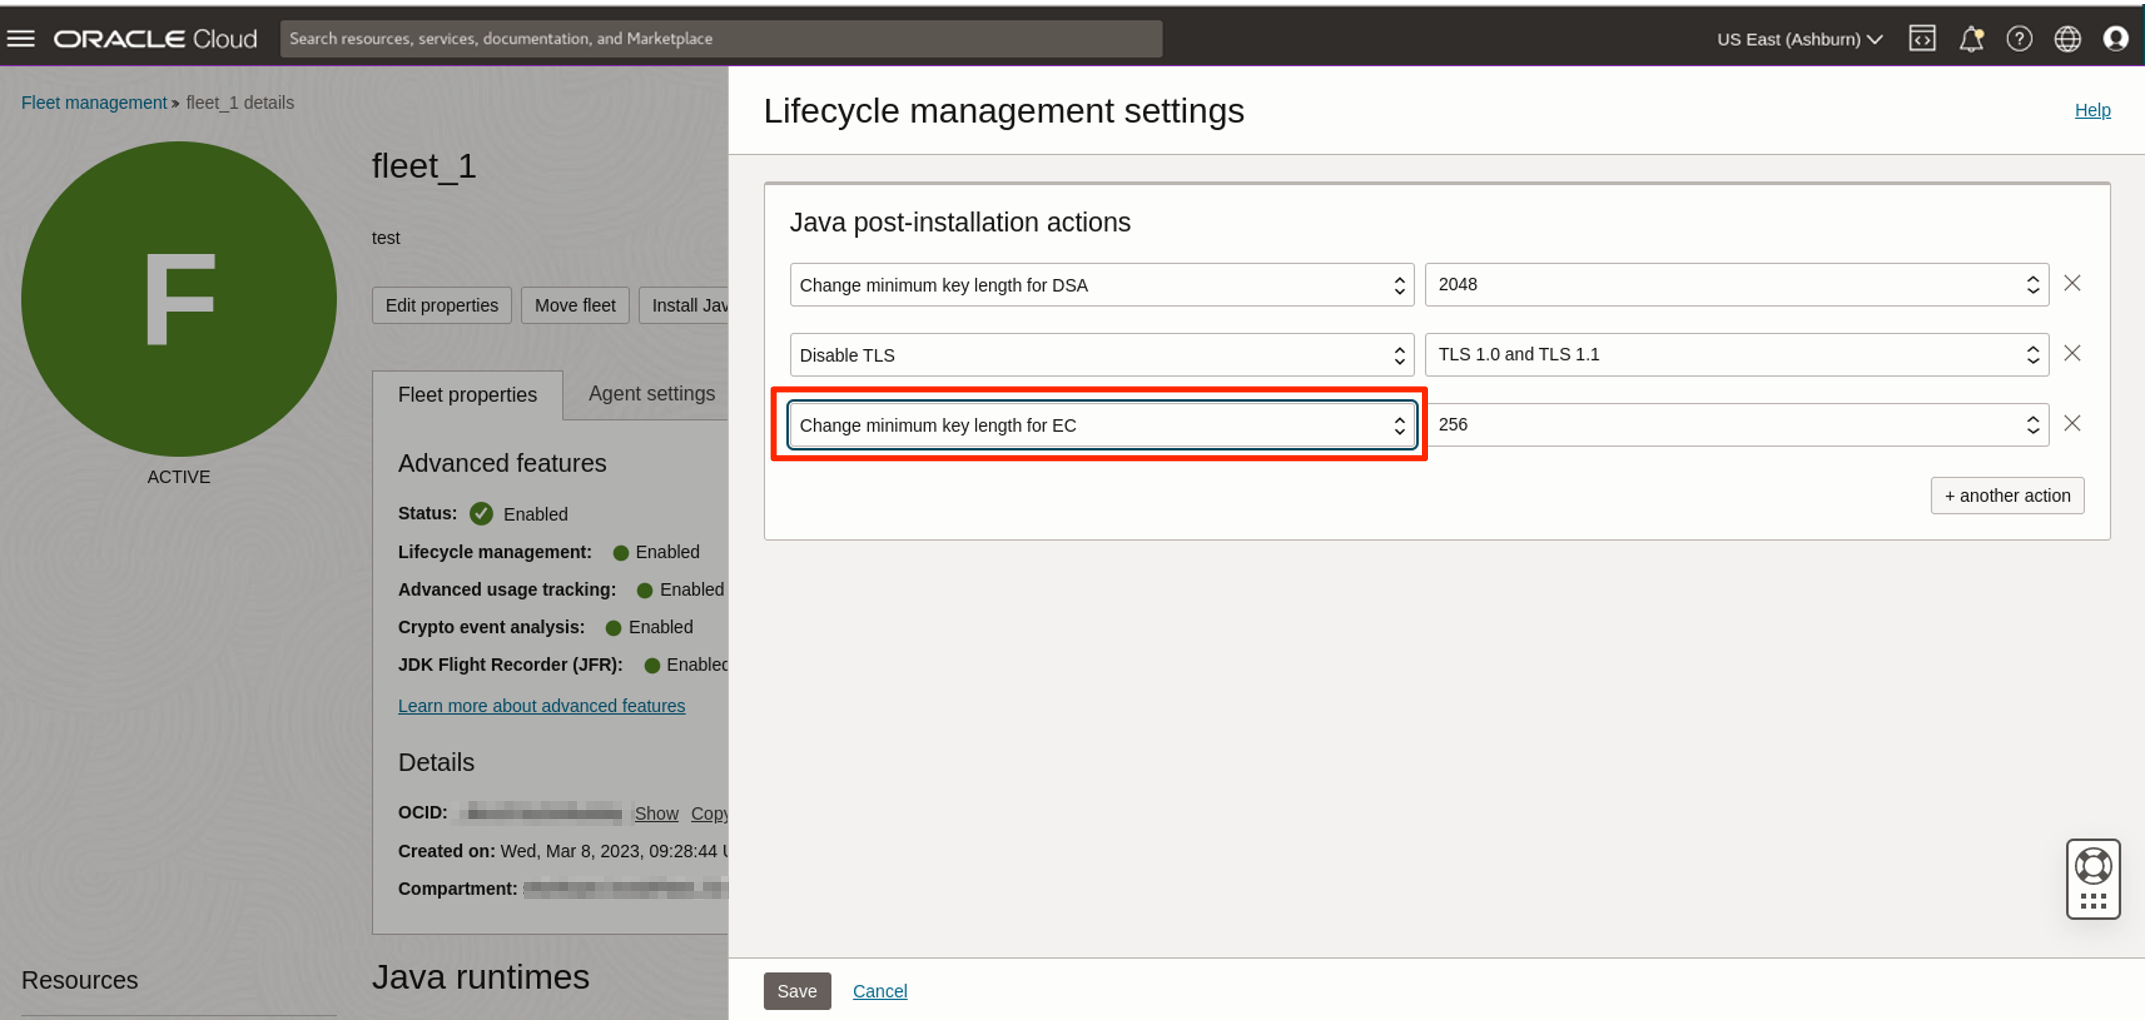 ORACLE Cloud
Search resources, services, documentation, and Marketplace
US East (Ashburn)
Fleet management » fleet_1 details
F
ACTIVE
fleet_1
test
Edit properties
Move fleet
Install Jav
Fleet properties
Agent settings
Advanced features
Status: Enabled
Lifecycle management: Enabled
Advanced usage tracking: Enabled
Crypto event analysis: Enabled
JDK Flight Recorder (JFR): Enabled
Learn more about advanced features
Details
OCID: Show Copy
Created on: Wed, Mar 8, 2023, 09:28:44 U
Compartment:
Resources
Java runtimes
Lifecycle management settings
Help
Java post-installation actions
Change minimum key length for DSA
2048
Disable TLS
TLS 1.0 and TLS 1.1
Change minimum key length for EC
256
+ another action
Save
Cancel